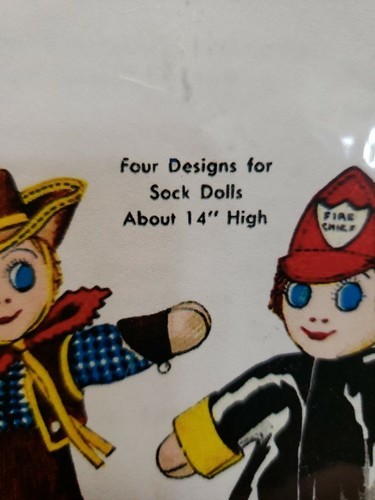 Four Designs for
Sock Dolls
About 14" High
FIRE
CHIEF